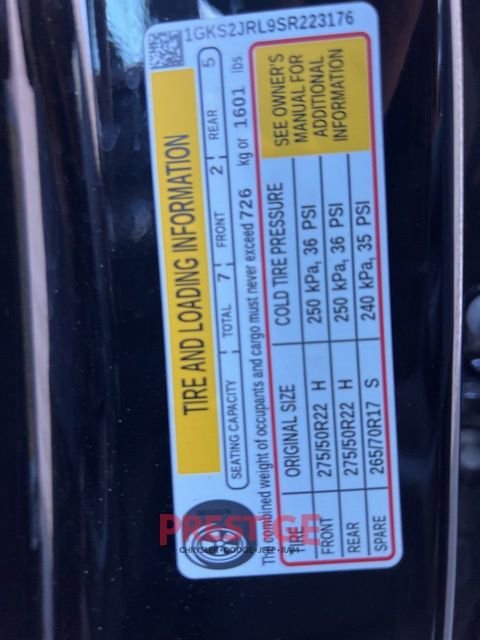 1GKS2JRL9SR223176
TIRE AND LOADING INFORMATION
SEATING CAPACITY TOTAL 7 FRONT 2 REAR 5
The combined weight of occupants and cargo must never exceed 726 kg or 1601 lbs
TIRE ORIGINAL SIZE COLD TIRE PRESSURE
FRONT 275/50R22 H 250 kPa, 36 PSI
REAR 275/50R22 H 250 kPa, 36 PSI
SPARE 265/70R17 S 240 kPa, 35 PSI
SEE OWNER'S
MANUAL FOR
ADDITIONAL
INFORMATION
SR223176
PRESTIGE
CHRYSLER • DODGE • JEEP • RAM